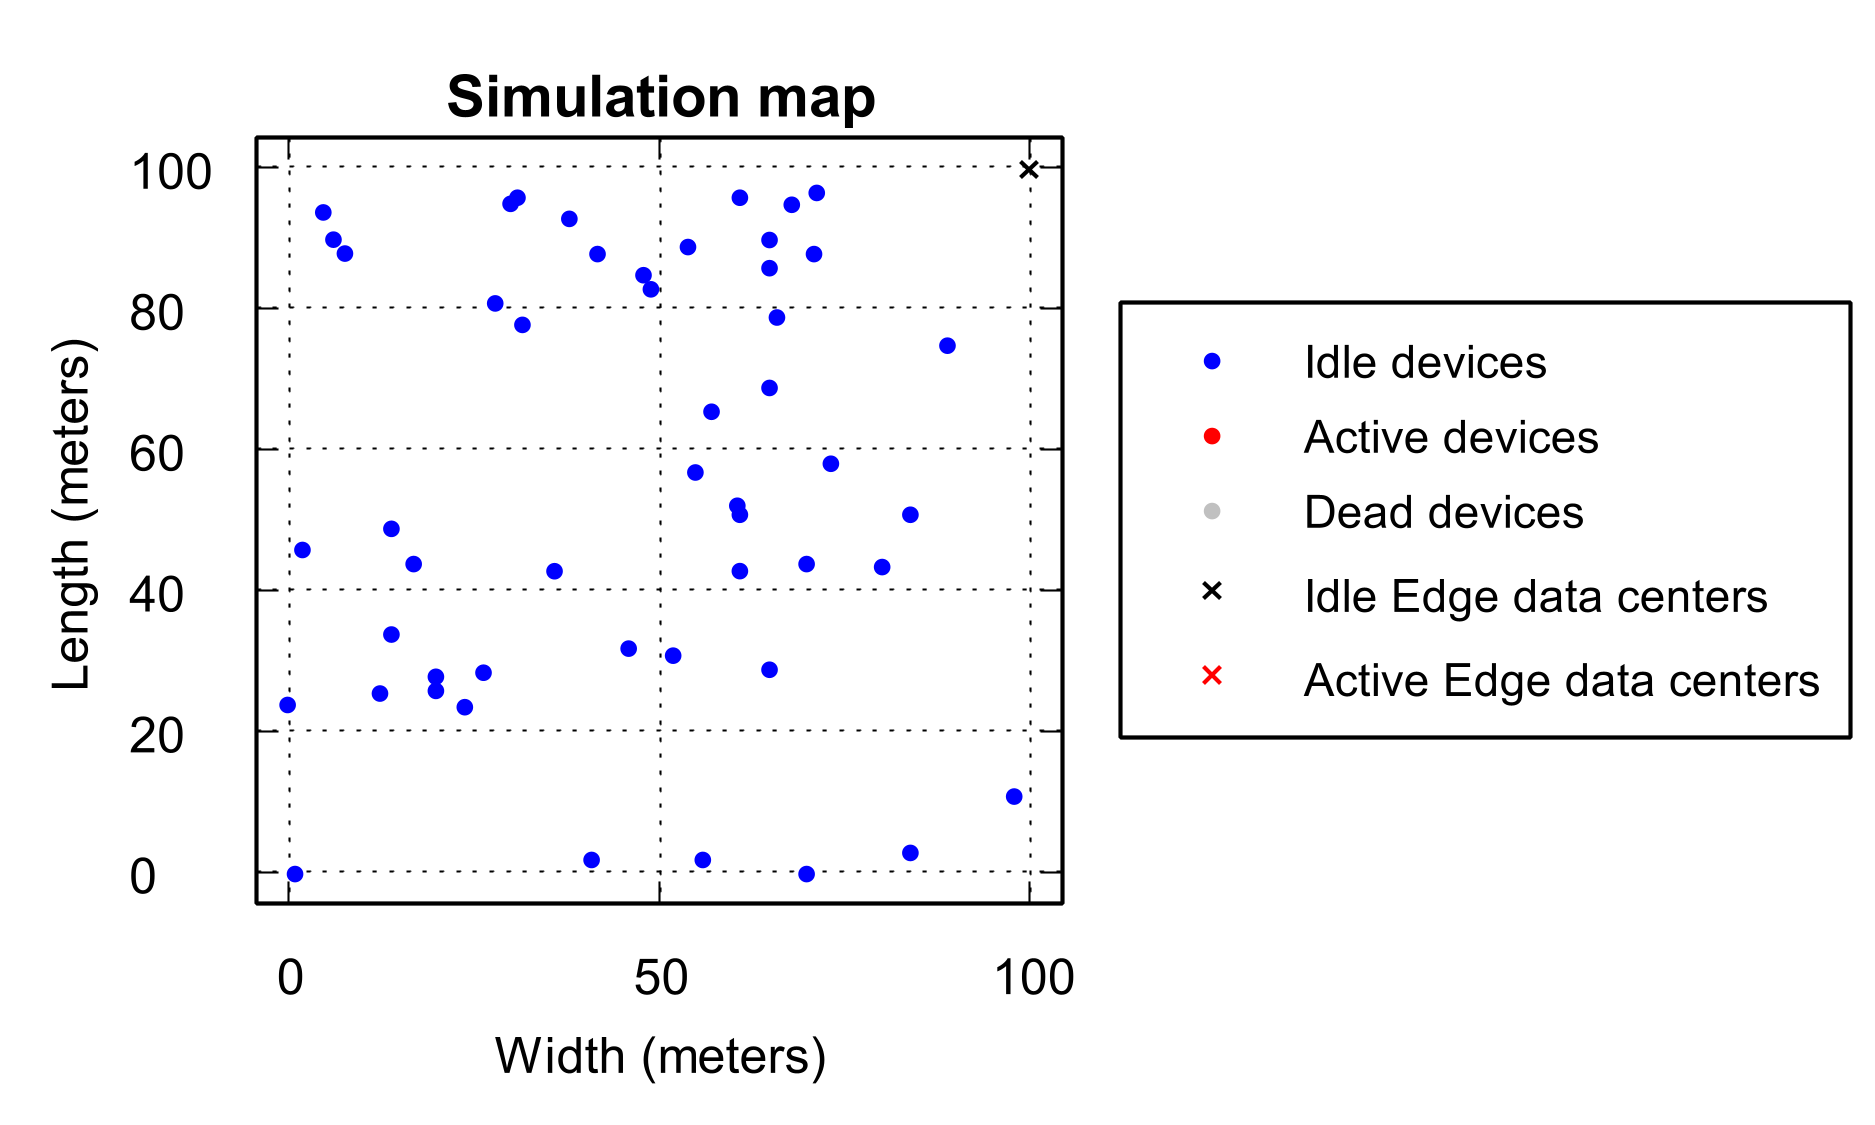 Simulation map
100
80
60
40
20
0
Length (meters)
0 50 100
Width (meters)
Idle devices
Active devices
Dead devices
Idle Edge data centers
Active Edge data centers